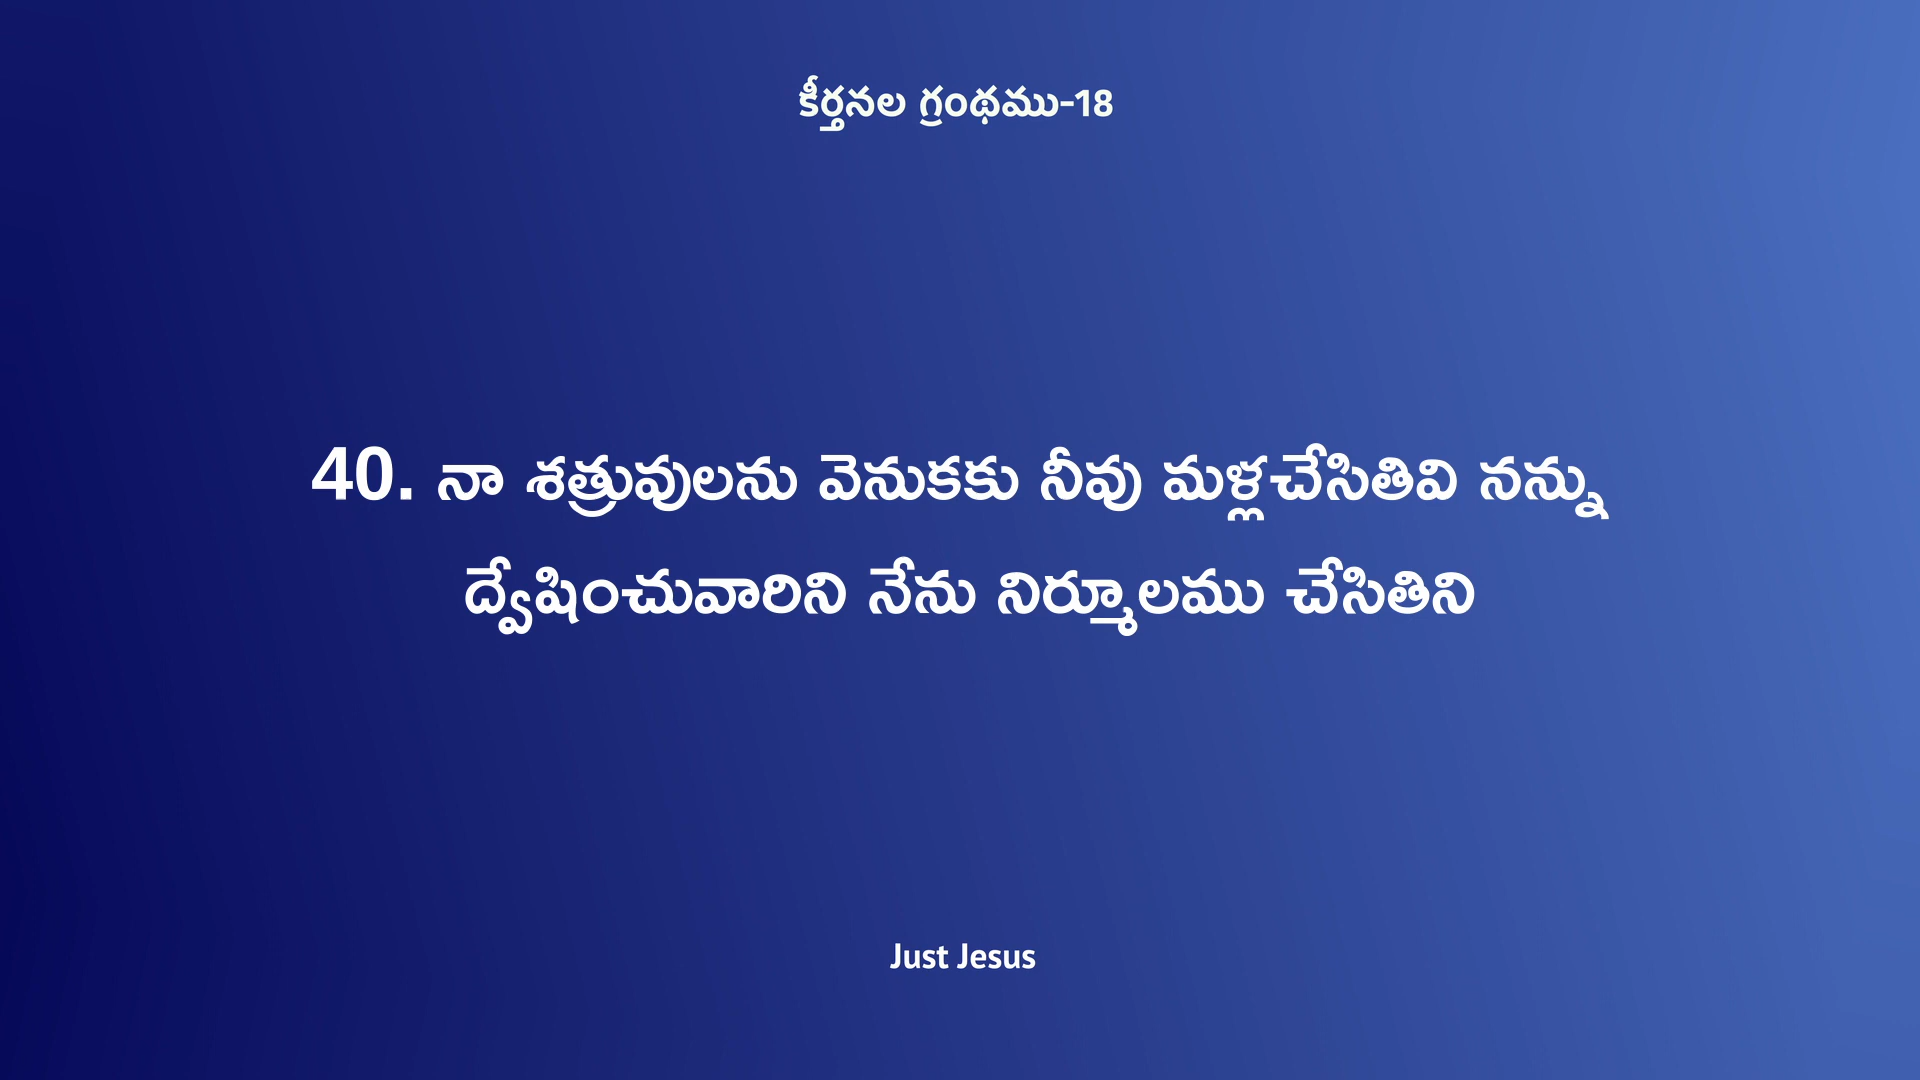 కీర్తనల గ్రంథము-18
40. నా శత్రువులను వెనుకకు నీవు మళ్లచేసితివి నన్ను
ద్వేషించువారిని నేను నిర్మూలము చేసితిని
Just Jesus